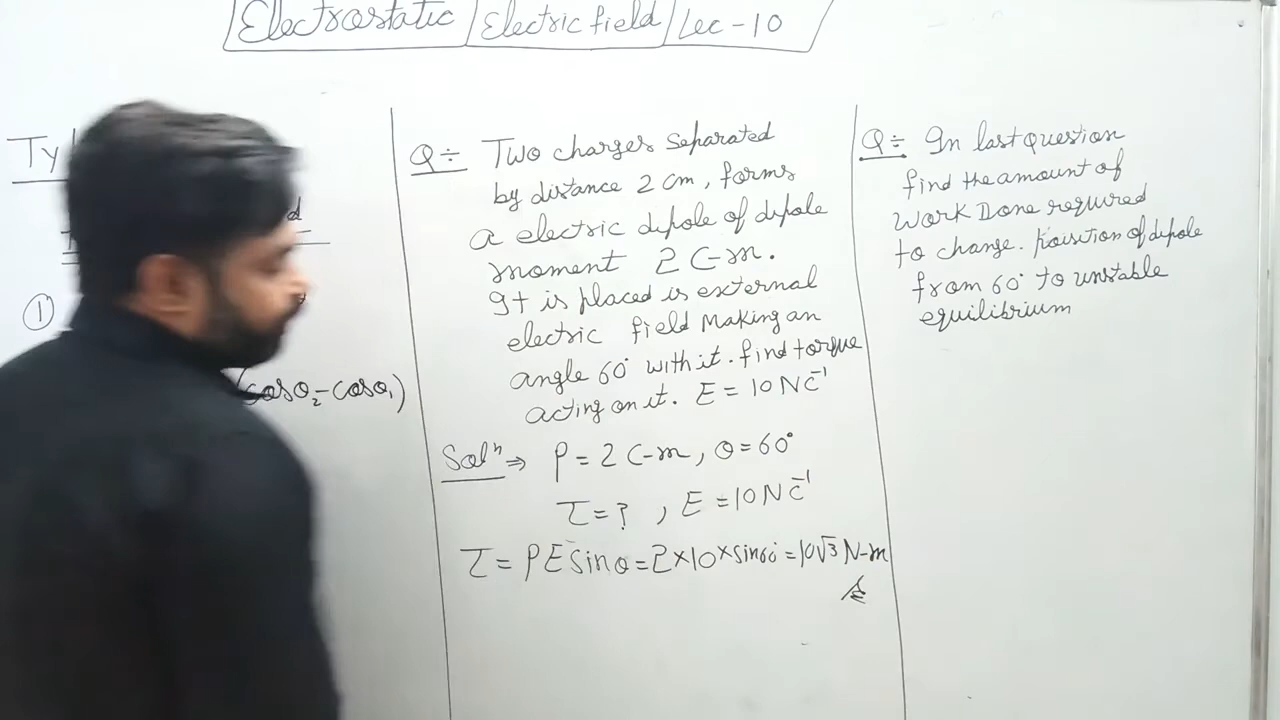 Electrostatic / Electric field / Lec - 10
Ty
①
(cosθ₂ - cosθ₁)
Q÷ Two charges separated
by distance 2 cm, forms
a electric dipole of dipole
moment 2 C-m.
It is placed is external
electric field Making an
angle 60° with it. find torque
acting on it. E = 10 N C⁻¹
Solⁿ ⇒ P = 2 C-m, θ = 60°
τ = ? , E = 10 N C⁻¹
τ = PE sinθ = 2×10×sin60° = 10√3 N-m
Q÷ In last question
find the amount of
Work Done required
to change. Poisition of dipole
from 60° to unstable
equilibrium